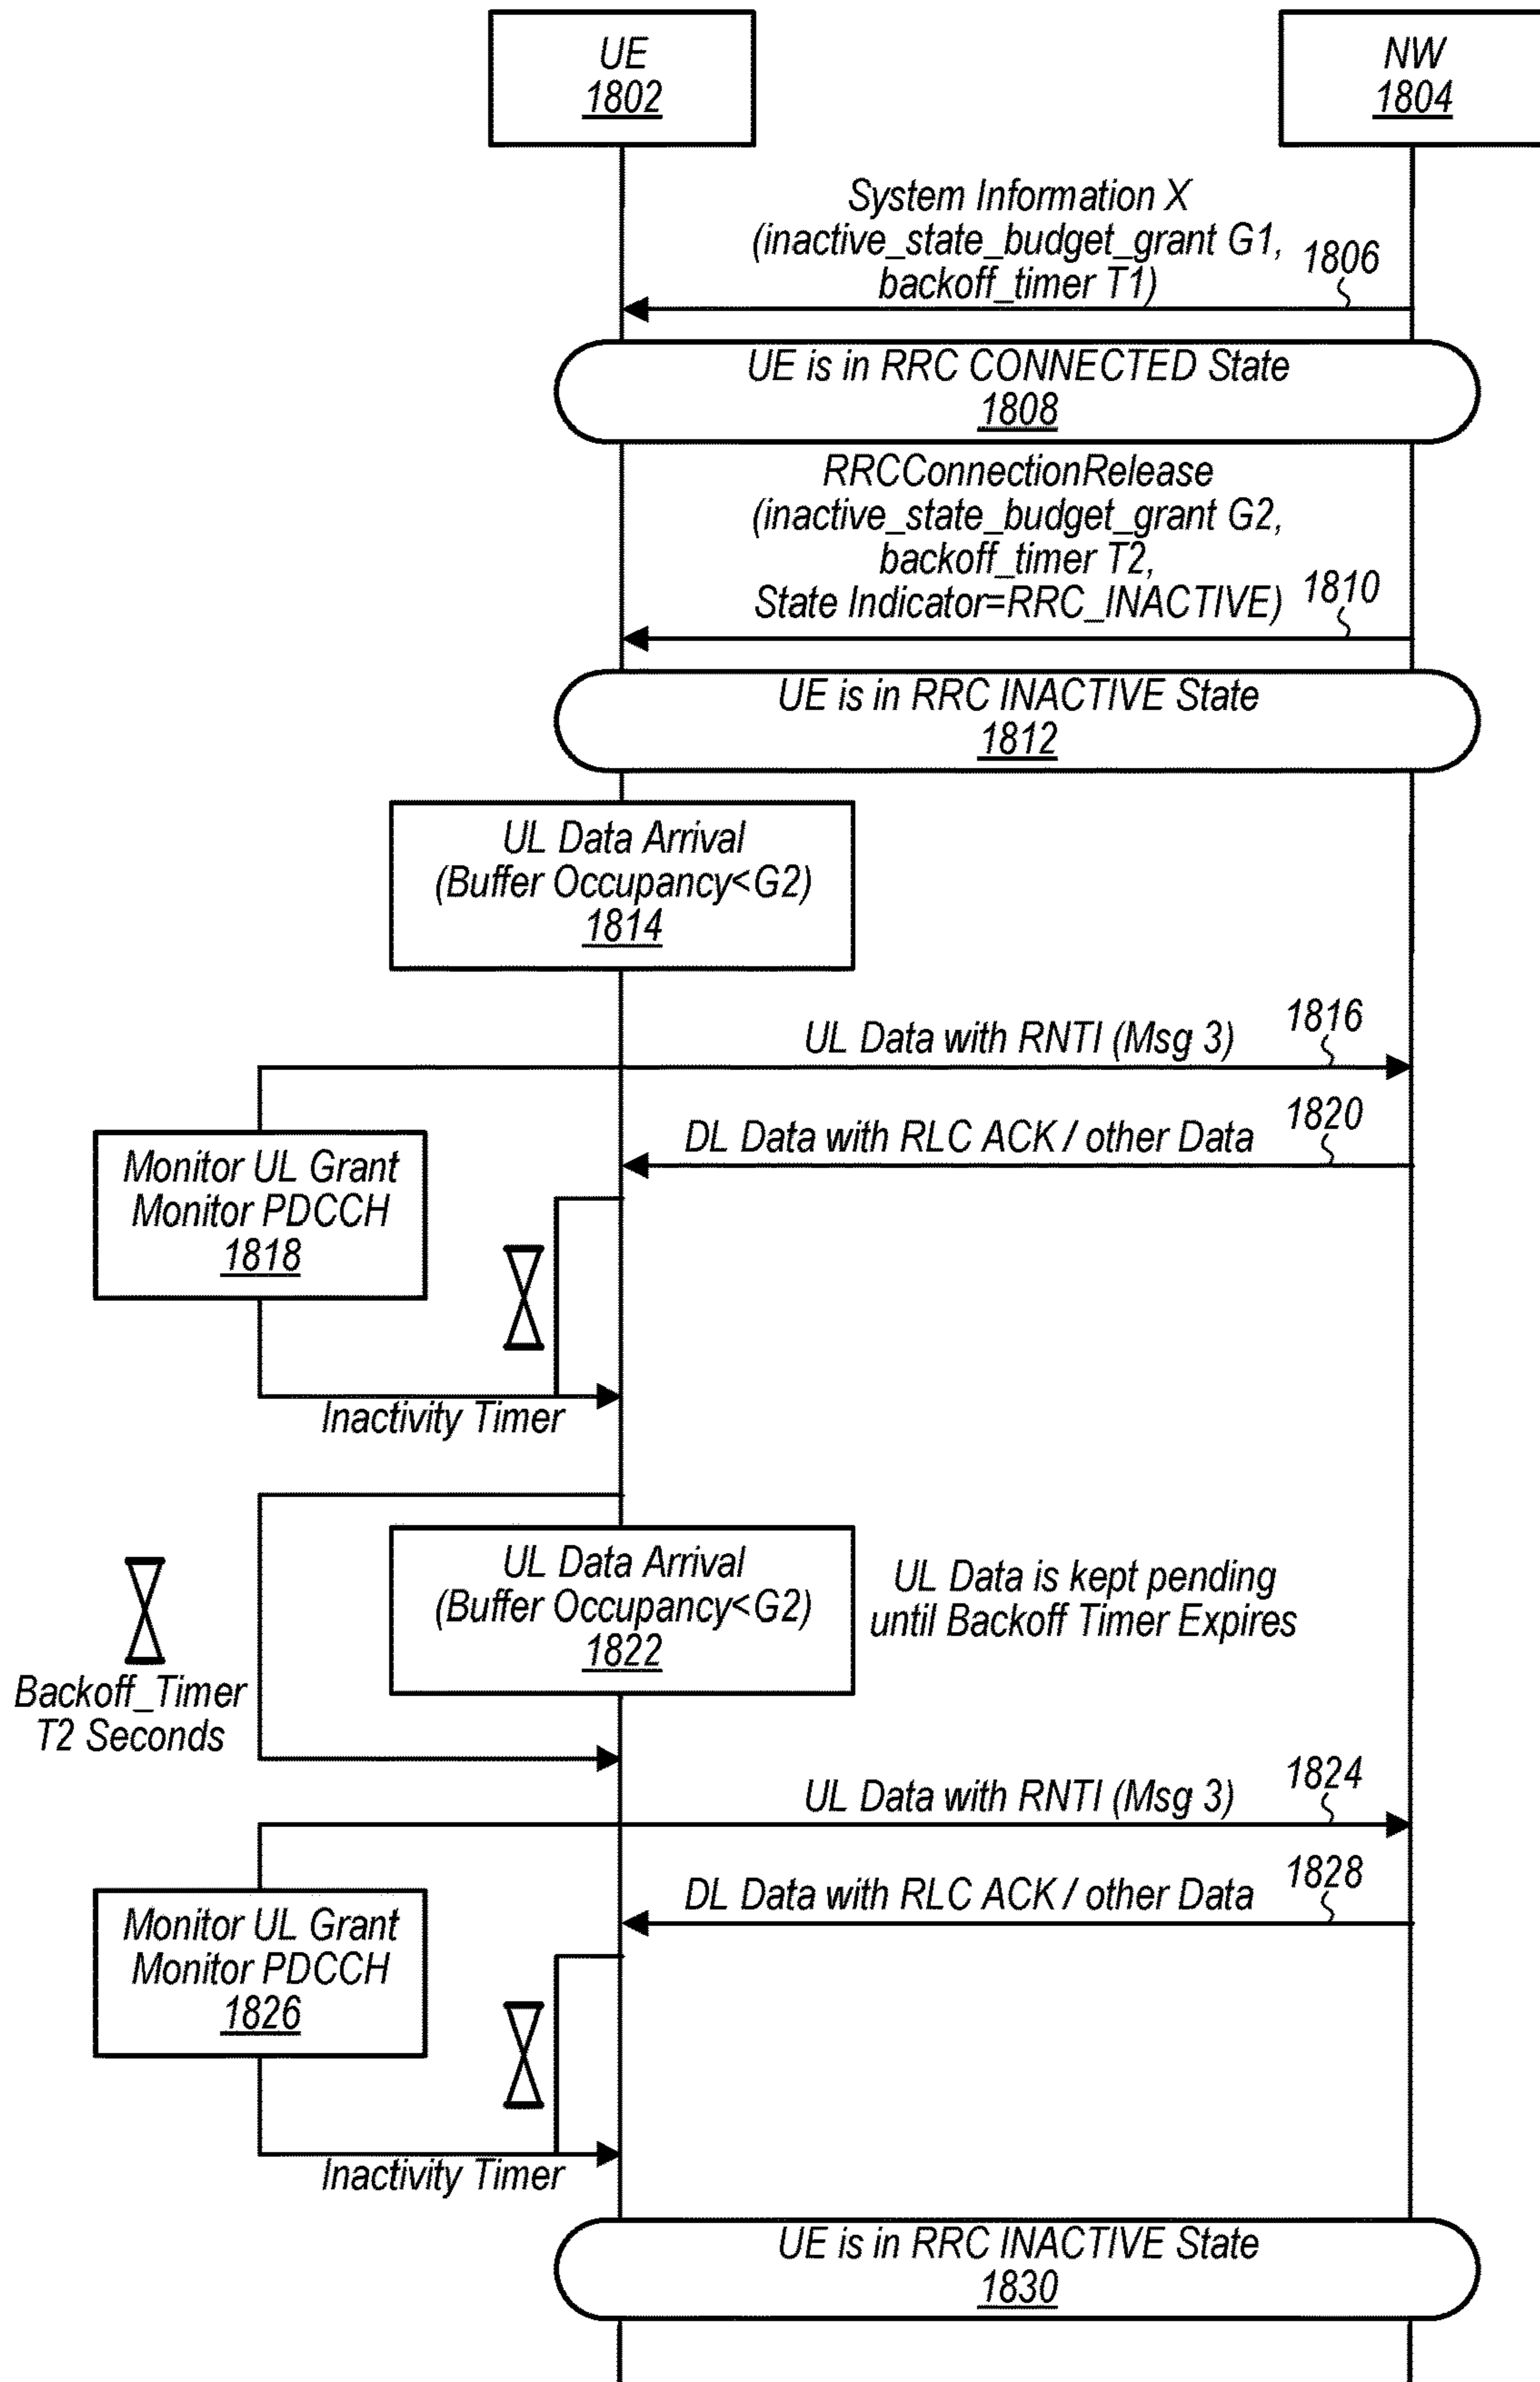 UE
1802
NW
1804
System Information X
(inactive_state_budget_grant G1,
backoff_timer T1)
1806
UE is in RRC CONNECTED State
1808
RRCConnectionRelease
(inactive_state_budget_grant G2,
backoff_timer T2,
State Indicator=RRC_INACTIVE)
1810
UE is in RRC INACTIVE State
1812
UL Data Arrival
(Buffer Occupancy<G2)
1814
UL Data with RNTI (Msg 3)
1816
DL Data with RLC ACK / other Data
1820
Monitor UL Grant
Monitor PDCCH
1818
Inactivity Timer
UL Data Arrival
(Buffer Occupancy<G2)
1822
UL Data is kept pending
until Backoff Timer Expires
Backoff_Timer
T2 Seconds
UL Data with RNTI (Msg 3)
1824
DL Data with RLC ACK / other Data
1828
Monitor UL Grant
Monitor PDCCH
1826
Inactivity Timer
UE is in RRC INACTIVE State
1830